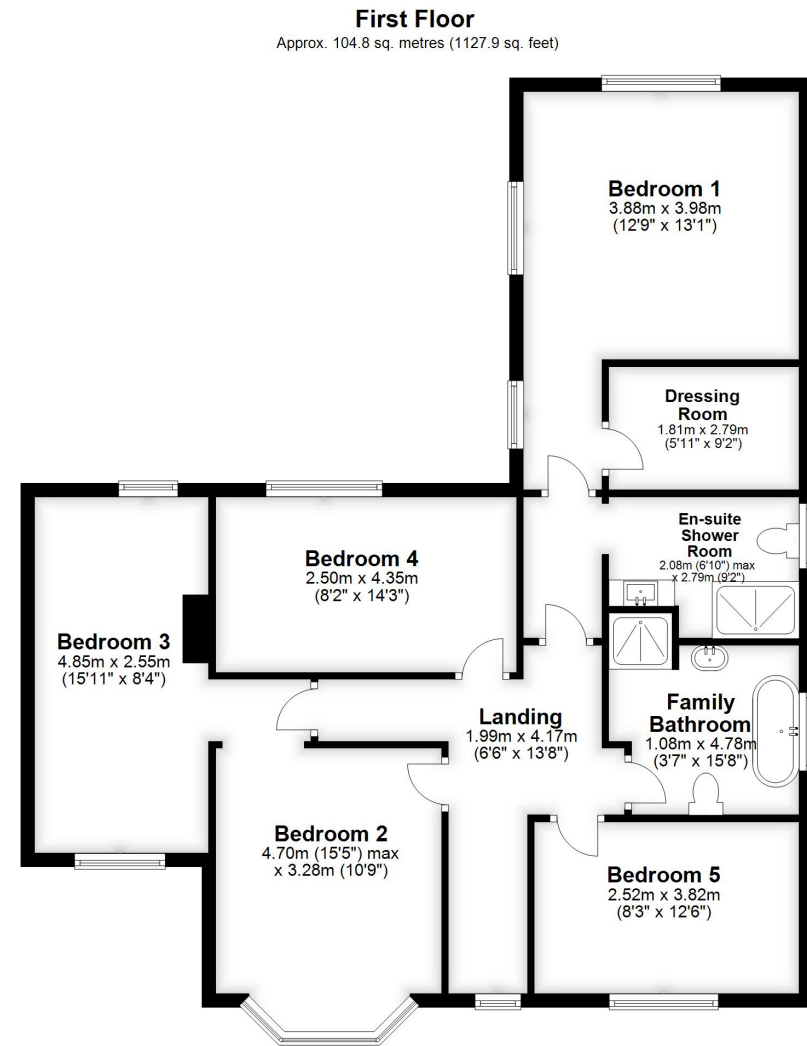 First Floor
Approx. 104.8 sq. metres (1127.9 sq. feet)
Bedroom 1
3.88m x 3.98m
(12'9" x 13'1")
Dressing
Room
1.81m x 2.79m
(5'11" x 9'2")
En-suite
Shower
Room
2.08m (6'10") max
x 2.79m (9'2")
Bedroom 4
2.50m x 4.35m
(8'2" x 14'3")
Bedroom 3
4.85m x 2.55m
(15'11" x 8'4")
Landing
1.99m x 4.17m
(6'6" x 13'8")
Family
Bathroom
1.08m x 4.78m
(3'7" x 15'8")
Bedroom 2
4.70m (15'5") max
x 3.28m (10'9")
Bedroom 5
2.52m x 3.82m
(8'3" x 12'6")